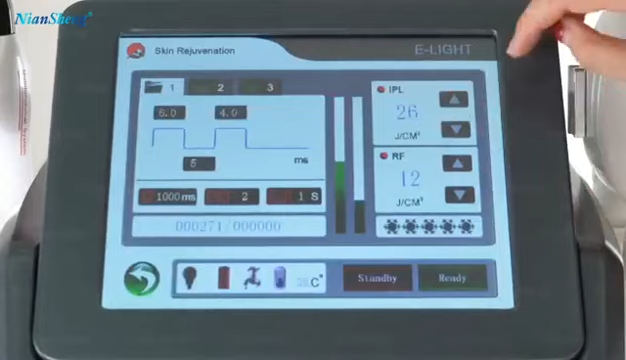 NianSheng®
Skin Rejuvenation
E-LIGHT
1 2 3
6.0 4.0
5
ms
1000ms 2 1 S
000271/000000
IPL
26
J/CM²
RF
12
J/CM³
C°
Standby Ready